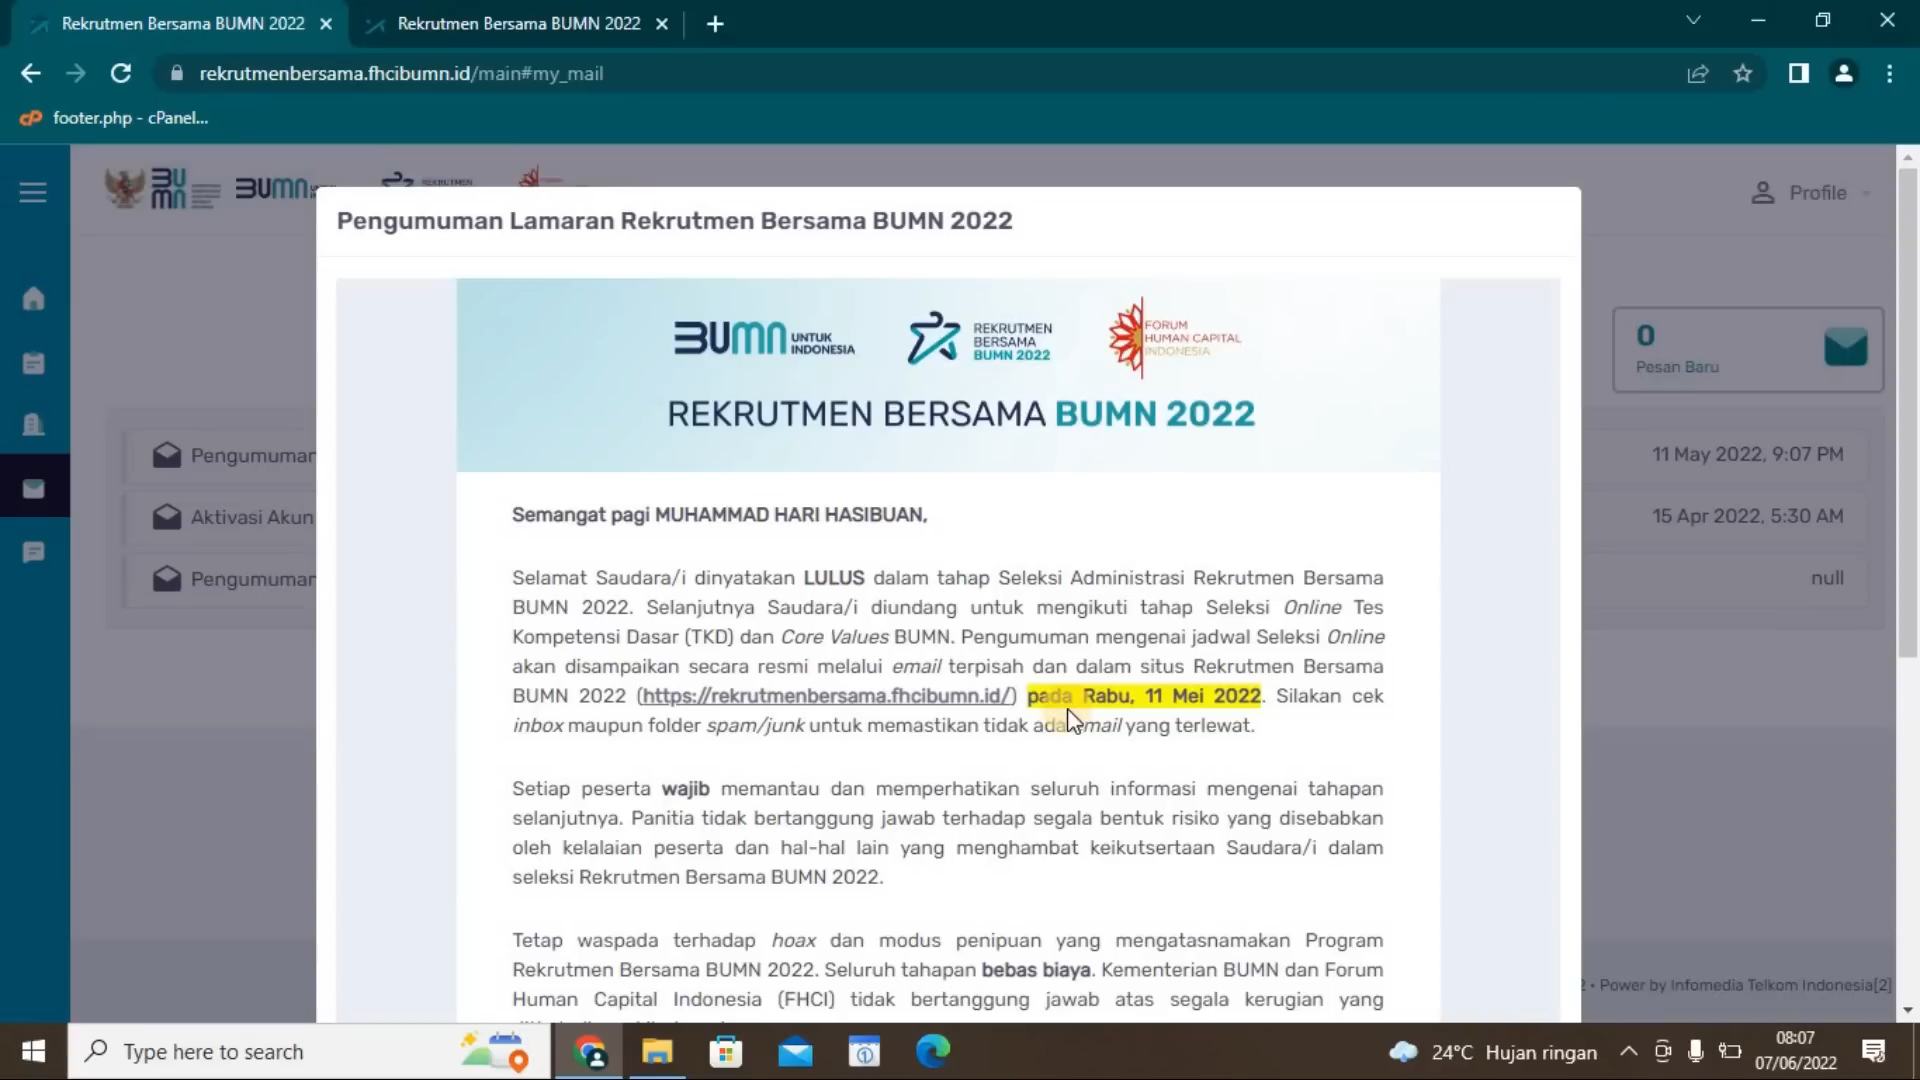 Rekrutmen Bersama BUMN 2022
Rekrutmen Bersama BUMN 2022
rekrutmenbersama.fhcibumn.id/main#my_mail
cP footer.php - cPanel...
BUMN
BUMN
REKRUTMEN
Profile
Pengumuman Lamaran Rekrutmen Bersama BUMN 2022
BUMN UNTUK INDONESIA
REKRUTMEN BERSAMA BUMN 2022
FORUM HUMAN CAPITAL INDONESIA
REKRUTMEN BERSAMA BUMN 2022
0
Pesan Baru
Pengumuman
11 May 2022, 9:07 PM
Aktivasi Akun
15 Apr 2022, 5:30 AM
Pengumuman
null
Semangat pagi MUHAMMAD HARI HASIBUAN,
Selamat Saudara/i dinyatakan LULUS dalam tahap Seleksi Administrasi Rekrutmen Bersama
BUMN 2022. Selanjutnya Saudara/i diundang untuk mengikuti tahap Seleksi Online Tes
Kompetensi Dasar (TKD) dan Core Values BUMN. Pengumuman mengenai jadwal Seleksi Online
akan disampaikan secara resmi melalui email terpisah dan dalam situs Rekrutmen Bersama
BUMN 2022 (https://rekrutmenbersama.fhcibumn.id/) pada Rabu, 11 Mei 2022. Silakan cek
inbox maupun folder spam/junk untuk memastikan tidak ada email yang terlewat.
Setiap peserta wajib memantau dan memperhatikan seluruh informasi mengenai tahapan
selanjutnya. Panitia tidak bertanggung jawab terhadap segala bentuk risiko yang disebabkan
oleh kelalaian peserta dan hal-hal lain yang menghambat keikutsertaan Saudara/i dalam
seleksi Rekrutmen Bersama BUMN 2022.
Tetap waspada terhadap hoax dan modus penipuan yang mengatasnamakan Program
Rekrutmen Bersama BUMN 2022. Seluruh tahapan bebas biaya. Kementerian BUMN dan Forum
Human Capital Indonesia (FHCI) tidak bertanggung jawab atas segala kerugian yang
2 • Power by Infomedia Telkom Indonesia[2]
Type here to search
24°C Hujan ringan
08:07
07/06/2022